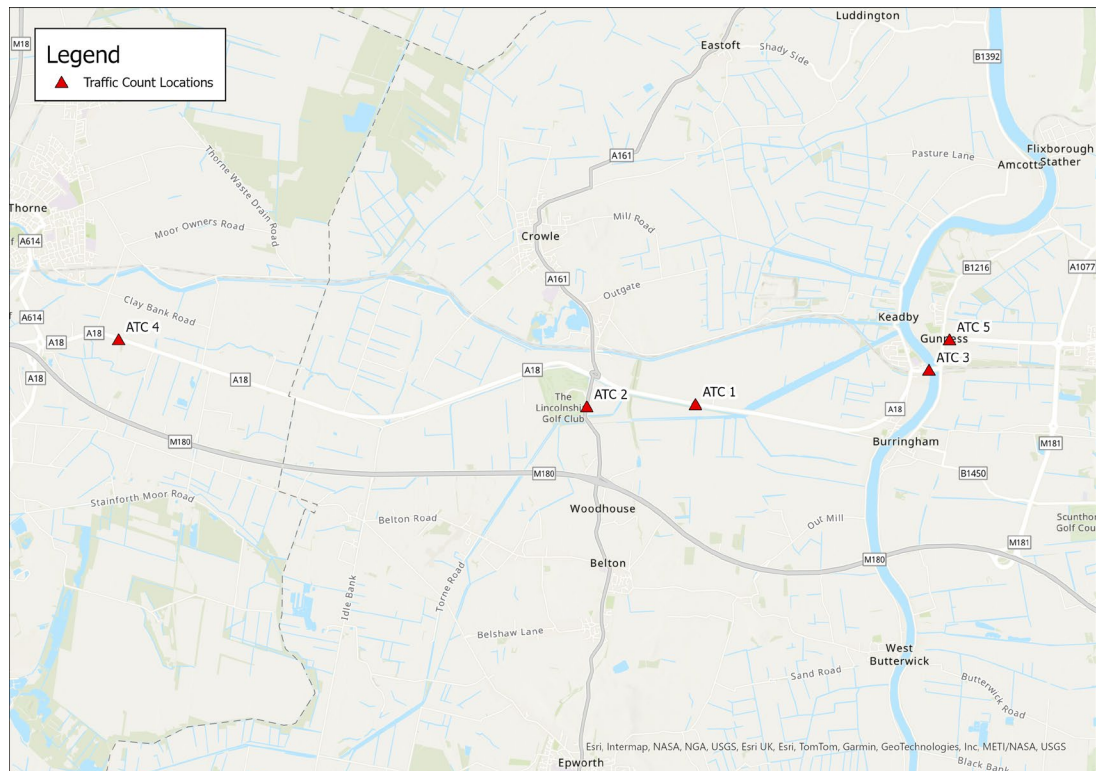 Luddington
M18
Legend
Traffic Count Locations
Eastoft
Shady Side
B1392
Flixborough
Stather
Pasture Lane
Amcotts
A161
Thorne Waste Drain Road
Thorne
Moor Owners Road
Mill Road
Crowle
A614
B1216
A1077
A161
Outgate
Clay Bank Road
A614
Keadby
ATC 4
A18
A18
ATC 5
Gunness
ATC 3
A18
A18
A18
The
Lincolnshi
Golf Club
ATC 2
ATC 1
A18
M180
Burringham
M181
M180
B1450
Stainforth Moor Road
Belton Road
Woodhouse
Out Mill
Scuntho
Golf Cou
M181
M180
Belton
Idle Bank
Torne Road
Belshaw Lane
West
Butterwick
Sand Road
Butterwick Road
Esri, Intermap, NASA, NGA, USGS, Esri UK, Esri, TomTom, Garmin, GeoTechnologies, Inc, METI/NASA, USGS
Epworth
Black Bank